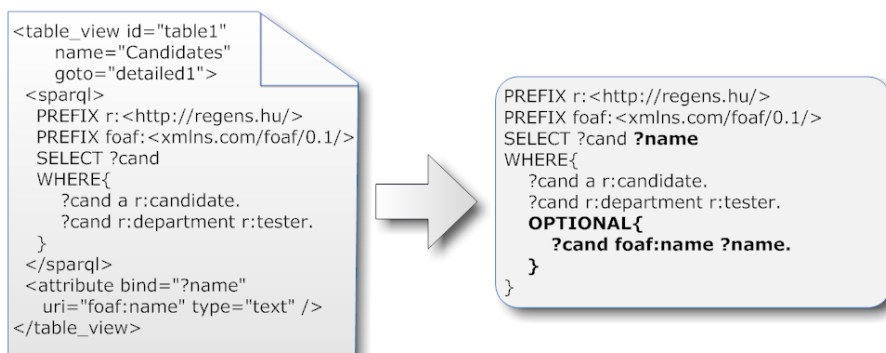 <table_view id="table1"
name="Candidates"
goto="detailed1">
<sparql>
PREFIX r:<http://regens.hu/>
PREFIX foaf:<xmlns.com/foaf/0.1/>
SELECT ?cand
WHERE{
?cand a r:candidate.
?cand r:department r:tester.
}
</sparql>
<attribute bind="?name"
uri="foaf:name" type="text" />
</table_view>
PREFIX r:<http://regens.hu/>
PREFIX foaf:<xmlns.com/foaf/0.1/>
SELECT ?cand ?name
WHERE{
?cand a r:candidate.
?cand r:department r:tester.
OPTIONAL{
?cand foaf:name ?name.
}
}